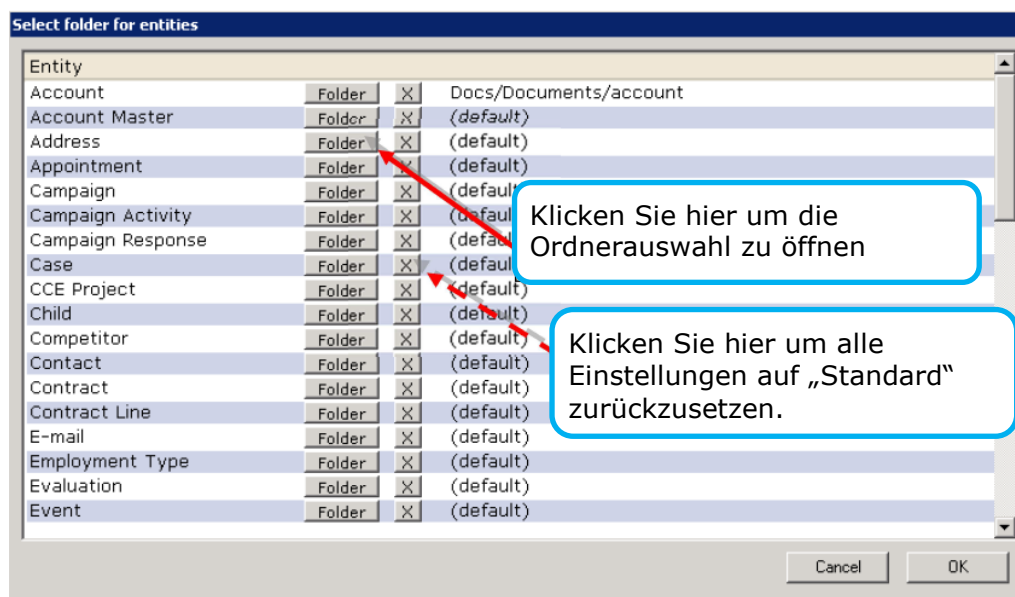 Select folder for entities
Entity
Account Folder X Docs/Documents/account
Account Master Folder X (default)
Address Folder X (default)
Appointment Folder X (default)
Campaign Folder X (default
Campaign Activity Folder X (defaul
Campaign Response Folder X (defau
Case Folder X (defaul
CCE Project Folder X (default)
Child Folder X (default)
Competitor Folder X (default)
Contact Folder X (default)
Contract Folder X (default)
Contract Line Folder X (default)
E-mail Folder X (default)
Employment Type Folder X (default)
Evaluation Folder X (default)
Event Folder X (default)
Klicken Sie hier um die
Ordnerauswahl zu öffnen
Klicken Sie hier um alle
Einstellungen auf „Standard“
zurückzusetzen.
Cancel OK